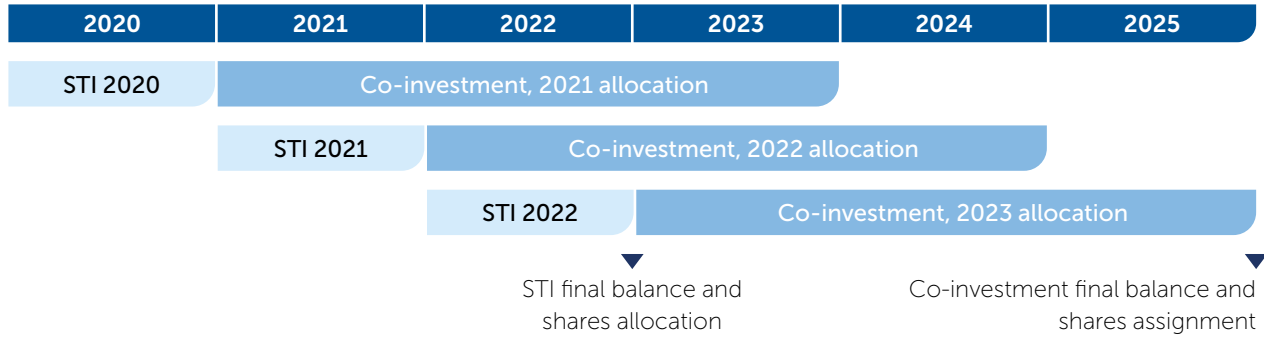 2020 2021 2022 2023 2024 2025
STI 2020 Co-investment, 2021 allocation
STI 2021 Co-investment, 2022 allocation
STI 2022 Co-investment, 2023 allocation
STI final balance and
shares allocation
Co-investment final balance and
shares assignment